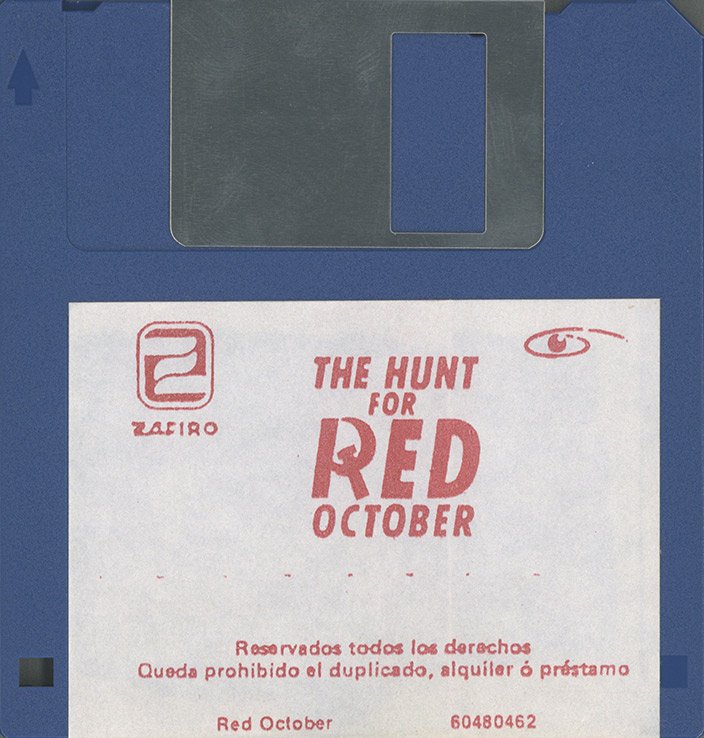 ZAFIRO
THE HUNT
FOR
RED
OCTOBER
Reservados todos los derechos
Queda prohibido el duplicado, alquiler ó préstamo
Red October 60480462